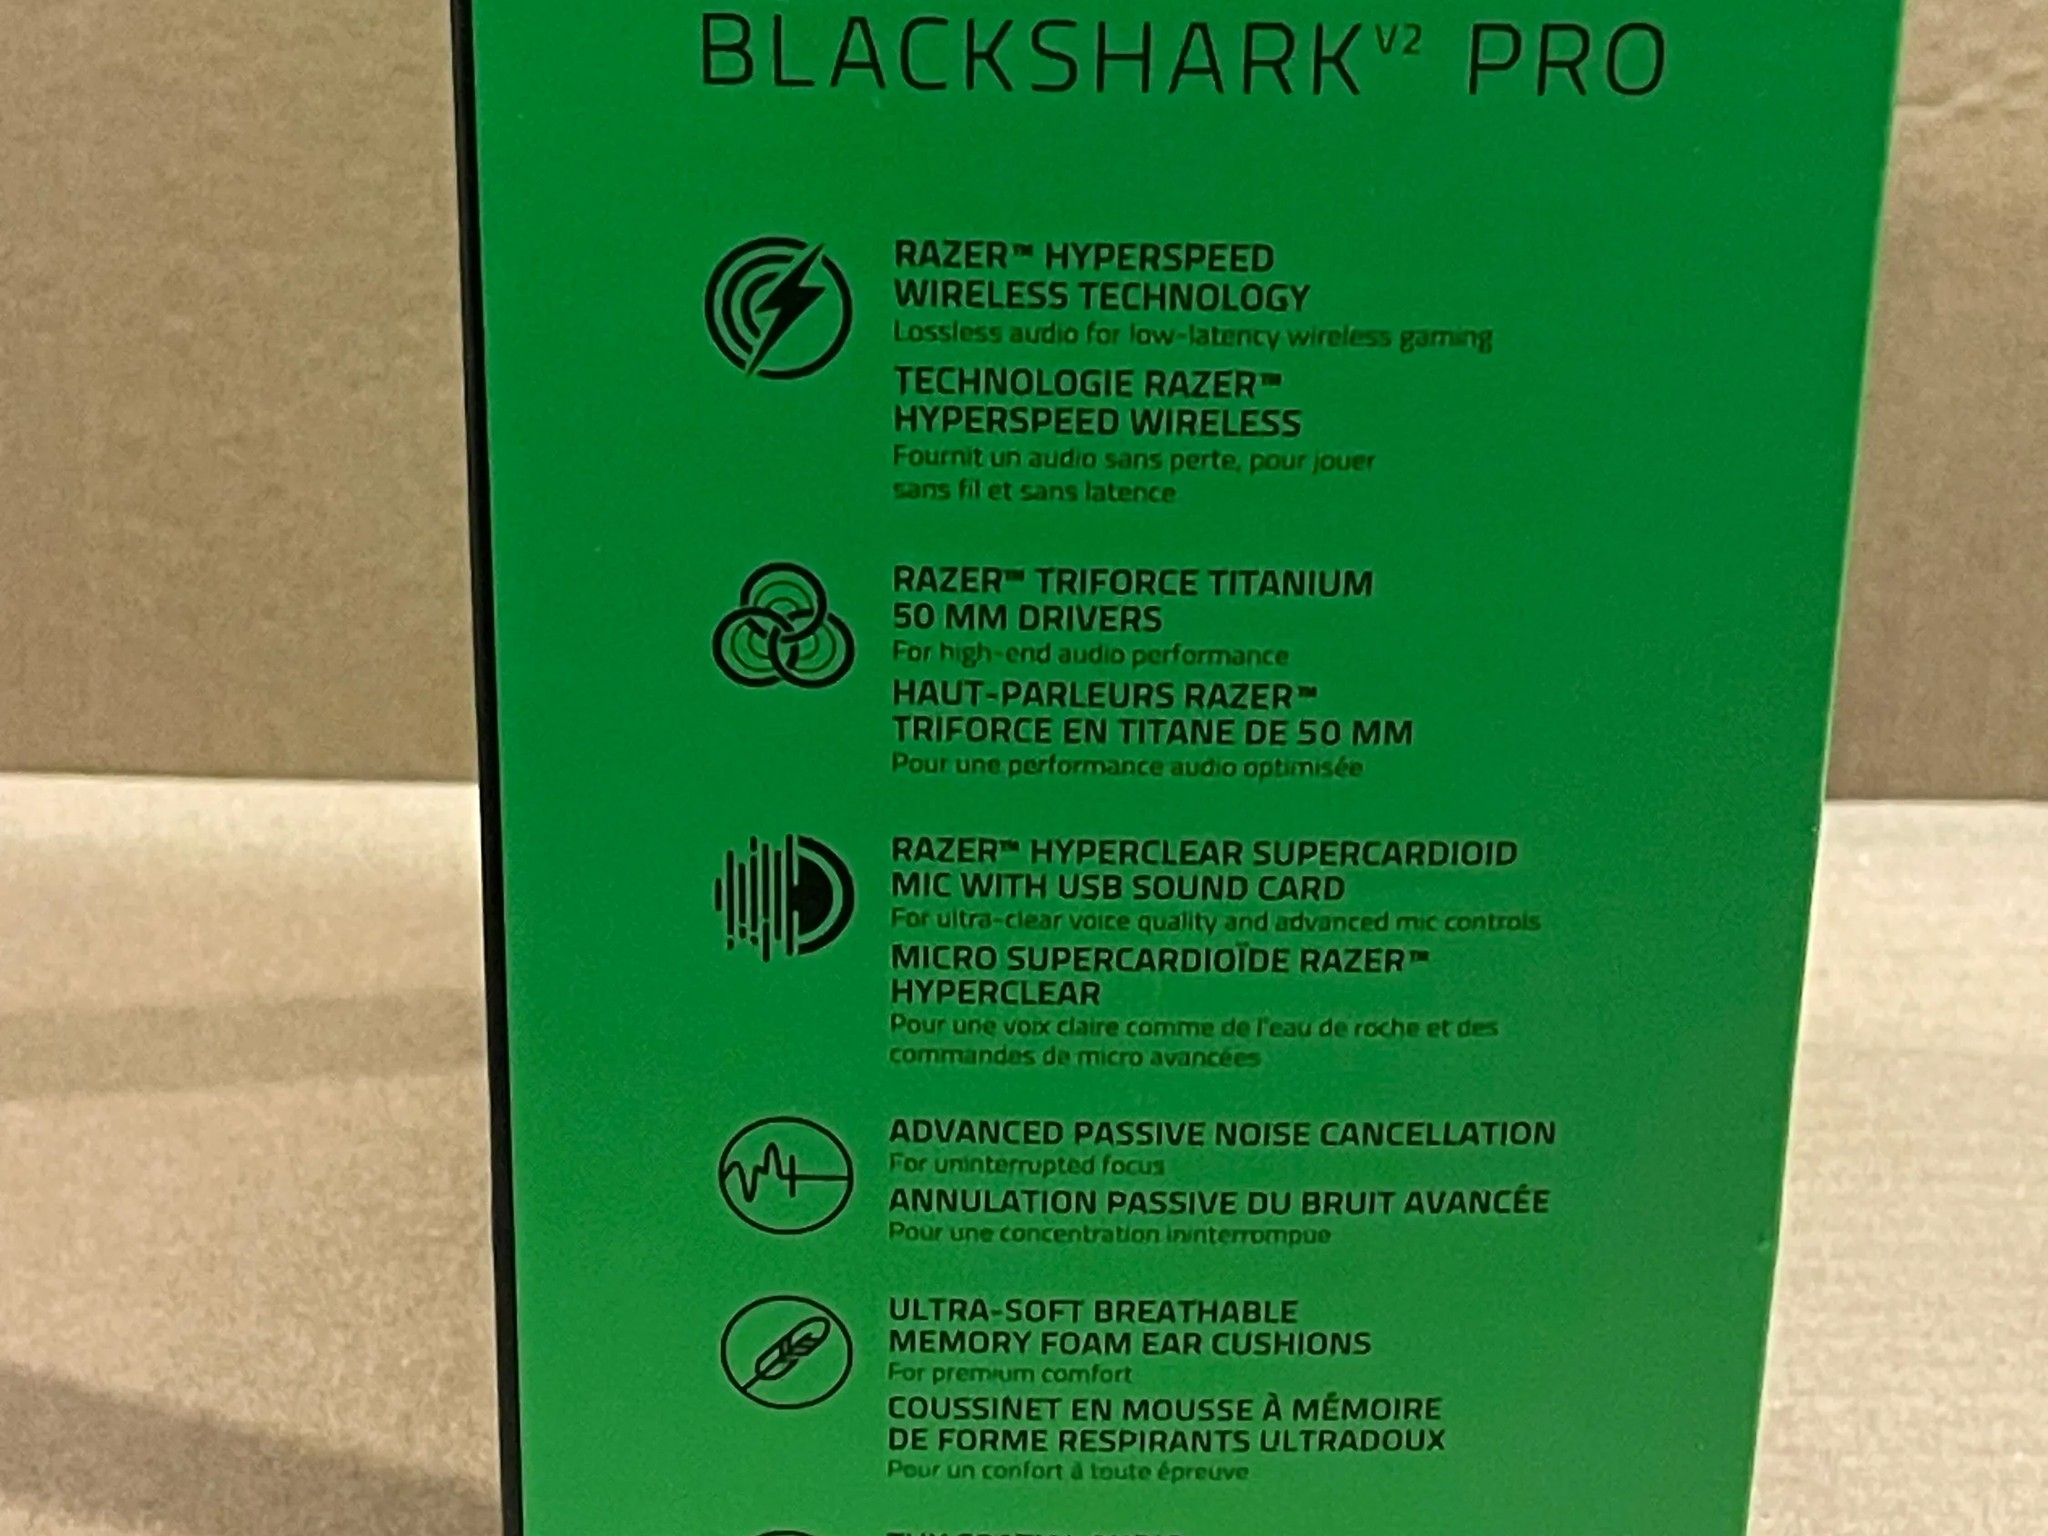 BLACKSHARK V2 PRO
RAZER™ HYPERSPEED
WIRELESS TECHNOLOGY
Lossless audio for low-latency wireless gaming
TECHNOLOGIE RAZER™
HYPERSPEED WIRELESS
Fournit un audio sans perte, pour jouer
sans fil et sans latence
RAZER™ TRIFORCE TITANIUM
50 MM DRIVERS
For high-end audio performance
HAUT-PARLEURS RAZER™
TRIFORCE EN TITANE DE 50 MM
Pour une performance audio optimisée
RAZER™ HYPERCLEAR SUPERCARDIOID
MIC WITH USB SOUND CARD
For ultra-clear voice quality and advanced mic controls
MICRO SUPERCARDIOÏDE RAZER™
HYPERCLEAR
Pour une voix claire comme de l'eau de roche et des
commandes de micro avancées
ADVANCED PASSIVE NOISE CANCELLATION
For uninterrupted focus
ANNULATION PASSIVE DU BRUIT AVANCÉE
Pour une concentration ininterrompue
ULTRA-SOFT BREATHABLE
MEMORY FOAM EAR CUSHIONS
For premium comfort
COUSSINET EN MOUSSE À MÉMOIRE
DE FORME RESPIRANTS ULTRADOUX
Pour un confort à toute épreuve